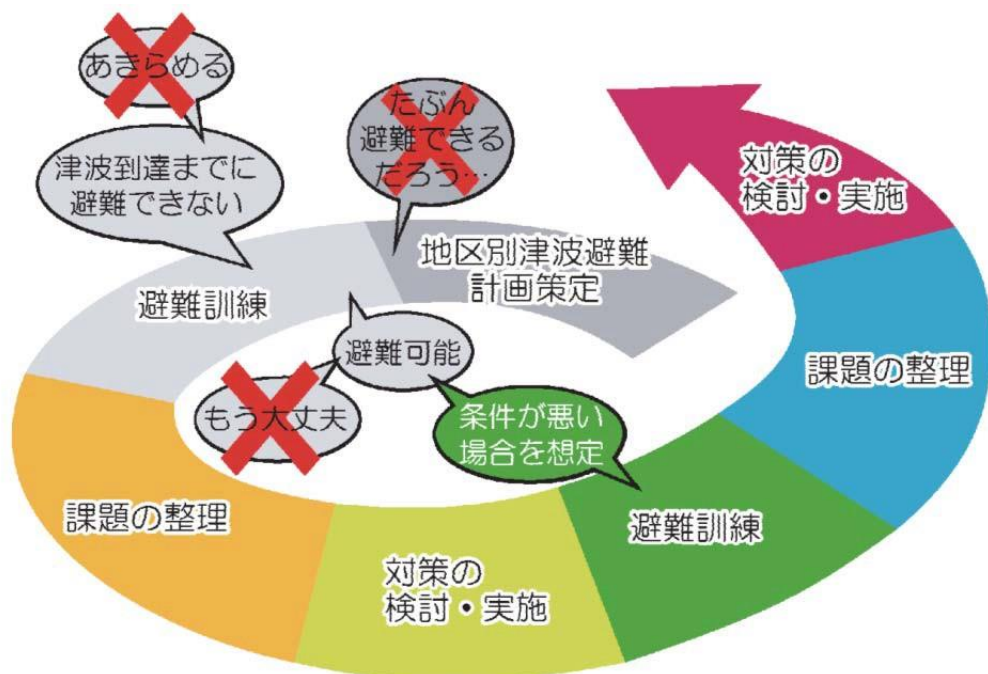 あきらめる
津波到達までに
避難できない
たぶん
避難できる
だろう…
地区別津波避難
計画策定
避難訓練
避難可能
もう大丈夫
条件が悪い
場合を想定
課題の整理
対策の
検討・実施
避難訓練
課題の整理
対策の
検討・実施